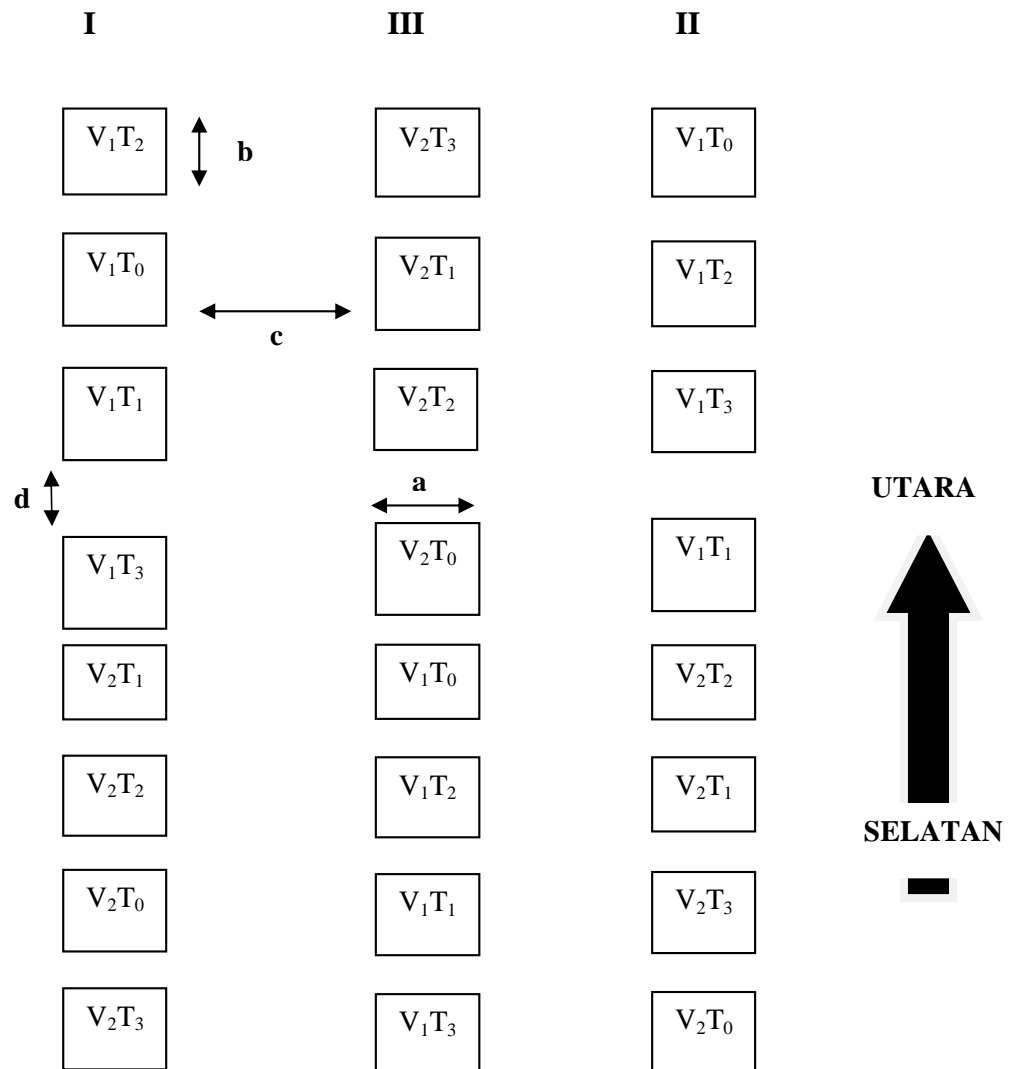 I III II
V₁T₂ b V₂T₃ V₁T₀
V₁T₀ V₂T₁ V₁T₂
c
V₁T₁ V₂T₂ V₁T₃
d a UTARA
V₁T₃ V₂T₀ V₁T₁
V₂T₁ V₁T₀ V₂T₂
V₂T₂ V₁T₂ V₂T₁
SELATAN
V₂T₀ V₁T₁ V₂T₃
V₂T₃ V₁T₃ V₂T₀